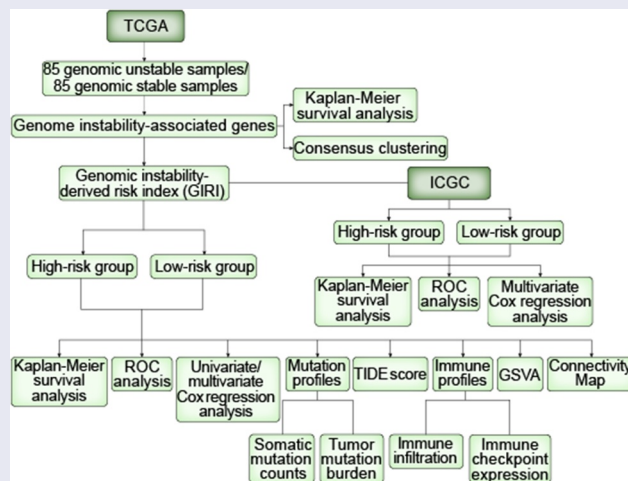 TCGA
85 genomic unstable samples/
85 genomic stable samples
Genome instability-associated genes
Kaplan-Meier
survival analysis
Consensus clustering
Genomic instability-
derived risk index (GIRI)
ICGC
High-risk group
Low-risk group
Kaplan-Meier
survival
analysis
ROC
analysis
Multivariate
Cox regression
analysis
High-risk group
Low-risk group
Kaplan-Meier
survival
analysis
ROC
analysis
Univariate/
multivariate
Cox regression
analysis
Mutation
profiles
TIDE score
Immune
profiles
GSVA
Connectivity
Map
Somatic
mutation
counts
Tumor
mutation
burden
Immune
infiltration
Immune
checkpoint
expression